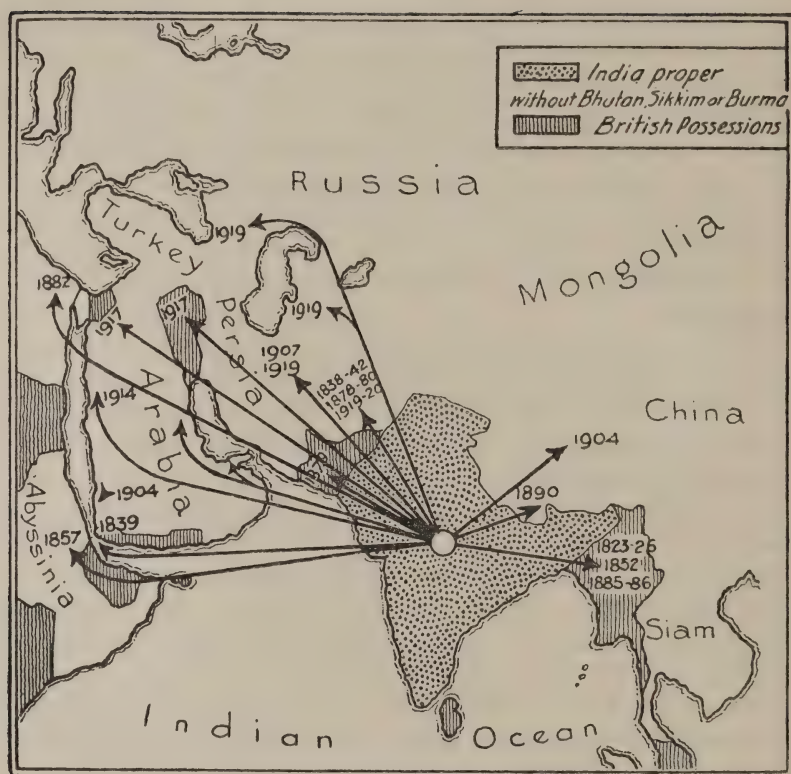 India proper
without Bhutan, Sikkim or Burma
British Possessions
Russia
Turkey
Mongolia
1919
1882
1917
1917
Persia
1919
1907
1919
1838-42
1878-80
1919-20
Arabia
1914
China
1904
1890
1904
1839
Abyssinia
1857
1823-26
1852
1885-86
Siam
Indian Ocean